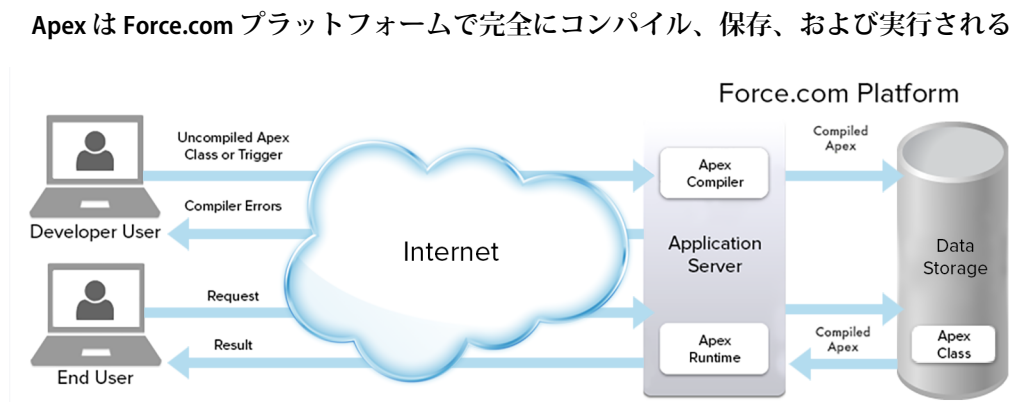 Apex は Force.com プラットフォームで完全にコンパイル、保存、および実行される
Force.com Platform
Uncompiled Apex
Class or Trigger
Compiler Errors
Developer User
Request
Result
End User
Internet
Apex
Compiler
Application
Server
Apex
Runtime
Compiled
Apex
Compiled
Apex
Data
Storage
Apex
Class